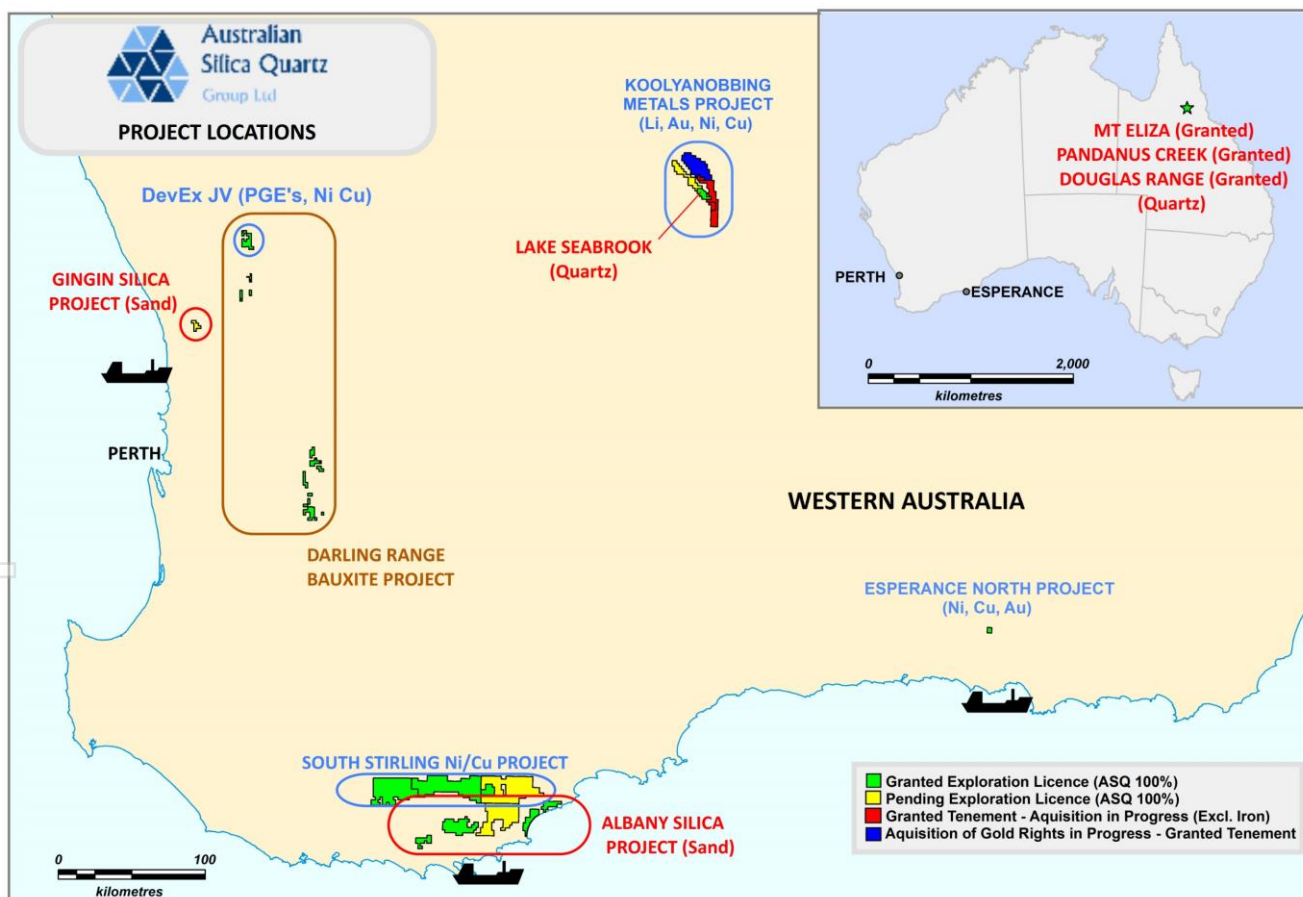 Australian
Silica Quartz
Group Ltd
PROJECT LOCATIONS
KOOLYANOBBING
METALS PROJECT
(Li, Au, Ni, Cu)
LAKE SEABROOK
(Quartz)
DevEx JV (PGE's, Ni Cu)
GINGIN SILICA
PROJECT (Sand)
PERTH
DARLING RANGE
BAUXITE PROJECT
WESTERN AUSTRALIA
ESPERANCE NORTH PROJECT
(Ni, Cu, Au)
SOUTH STIRLING Ni/Cu PROJECT
ALBANY SILICA
PROJECT (Sand)
0 100
kilometres
MT ELIZA (Granted)
PANDANUS CREEK (Granted)
DOUGLAS RANGE (Granted)
(Quartz)
PERTH
ESPERANCE
0 2,000
kilometres
Granted Exploration Licence (ASQ 100%)
Pending Exploration Licence (ASQ 100%)
Granted Tenement - Aquisition in Progress (Excl. Iron)
Aquisition of Gold Rights in Progress - Granted Tenement